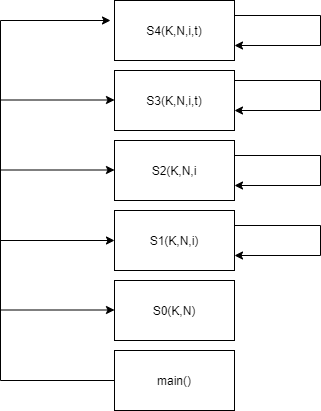 S4(K,N,i,t)
S3(K,N,i,t)
S2(K,N,i
S1(K,N,i)
S0(K,N)
main()